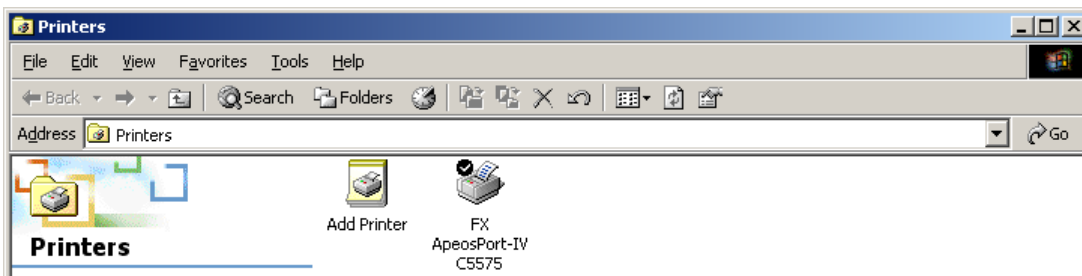 Printers
File Edit View Favorites Tools Help
Back Search Folders
Address Printers Go
Add Printer
FX
ApeosPort-IV
C5575
Printers